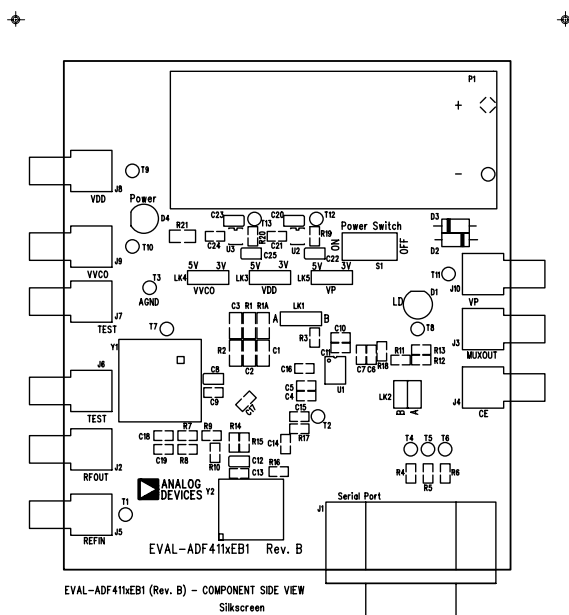 P1
+
−
J8
VDD
T9
Power
D4
T10
R21
C23
C24
U3
T13
R20
C25
C20
C21
U2
T12
R19
C22
Power Switch
ON
OFF
S1
D3
D2
T11
J9
VVCO
T3
AGND
5V 3V
LK4
VVCO
5V 3V
LK3
VDD
5V 3V
LK5
VP
J10
VP
J7
TEST
T7
C3 R1 R1A
LK1
A
B
R2
C2
C1
R3
C10
C11
LD
D1
T8
J3
MUXOUT
Y1
C7
C6
R18
R11
R13
R12
J6
TEST
C8
C9
C16
C5
C4
U1
LK2
B
A
J4
CE
C17
C15
R17
T2
C18
R7
R9
R14
R15
C14
J2
RFOUT
C19
R8
R10
C12
C13
R16
T4 T5 T6
R4
R5
R6
ANALOG
DEVICES
Y2
T1
J5
REFIN
J1
Serial Port
EVAL-ADF411xEB1 Rev. B
EVAL-ADF411xEB1 (Rev. B) - COMPONENT SIDE VIEW
Silkscreen